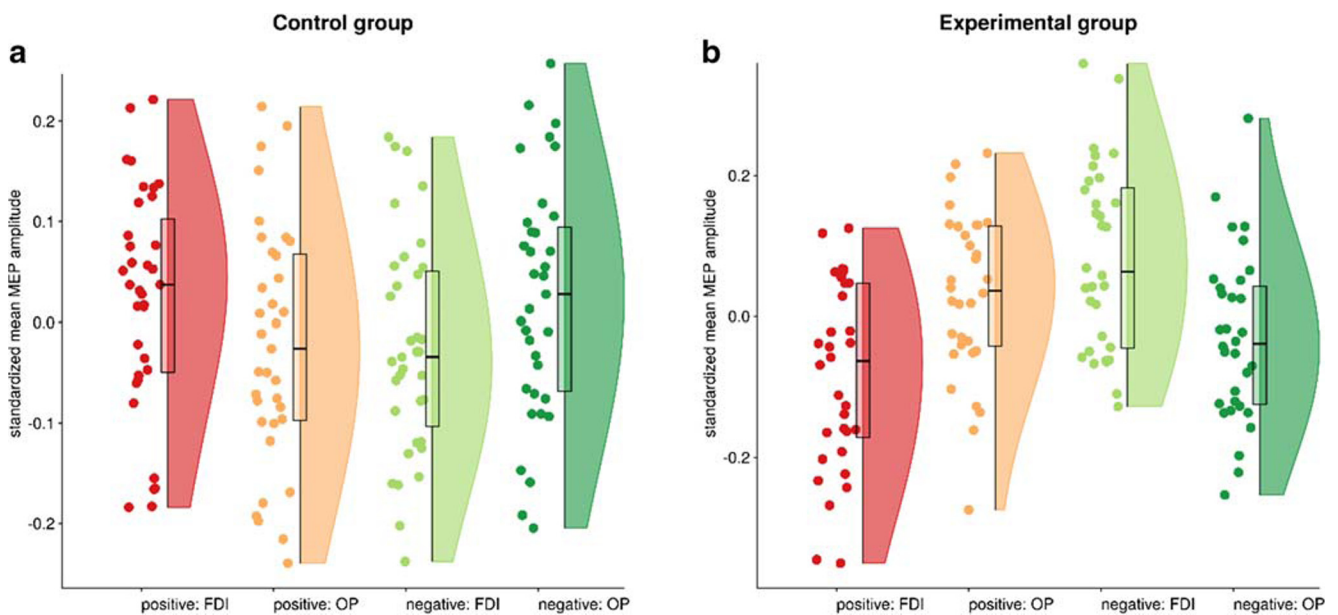 Control group
Experimental group
a
b
standardized mean MEP amplitude
0.2
0.1
0.0
-0.1
-0.2
positive: FDI
positive: OP
negative: FDI
negative: OP
standardized mean MEP amplitude
0.2
0.0
-0.2
positive: FDI
positive: OP
negative: FDI
negative: OP